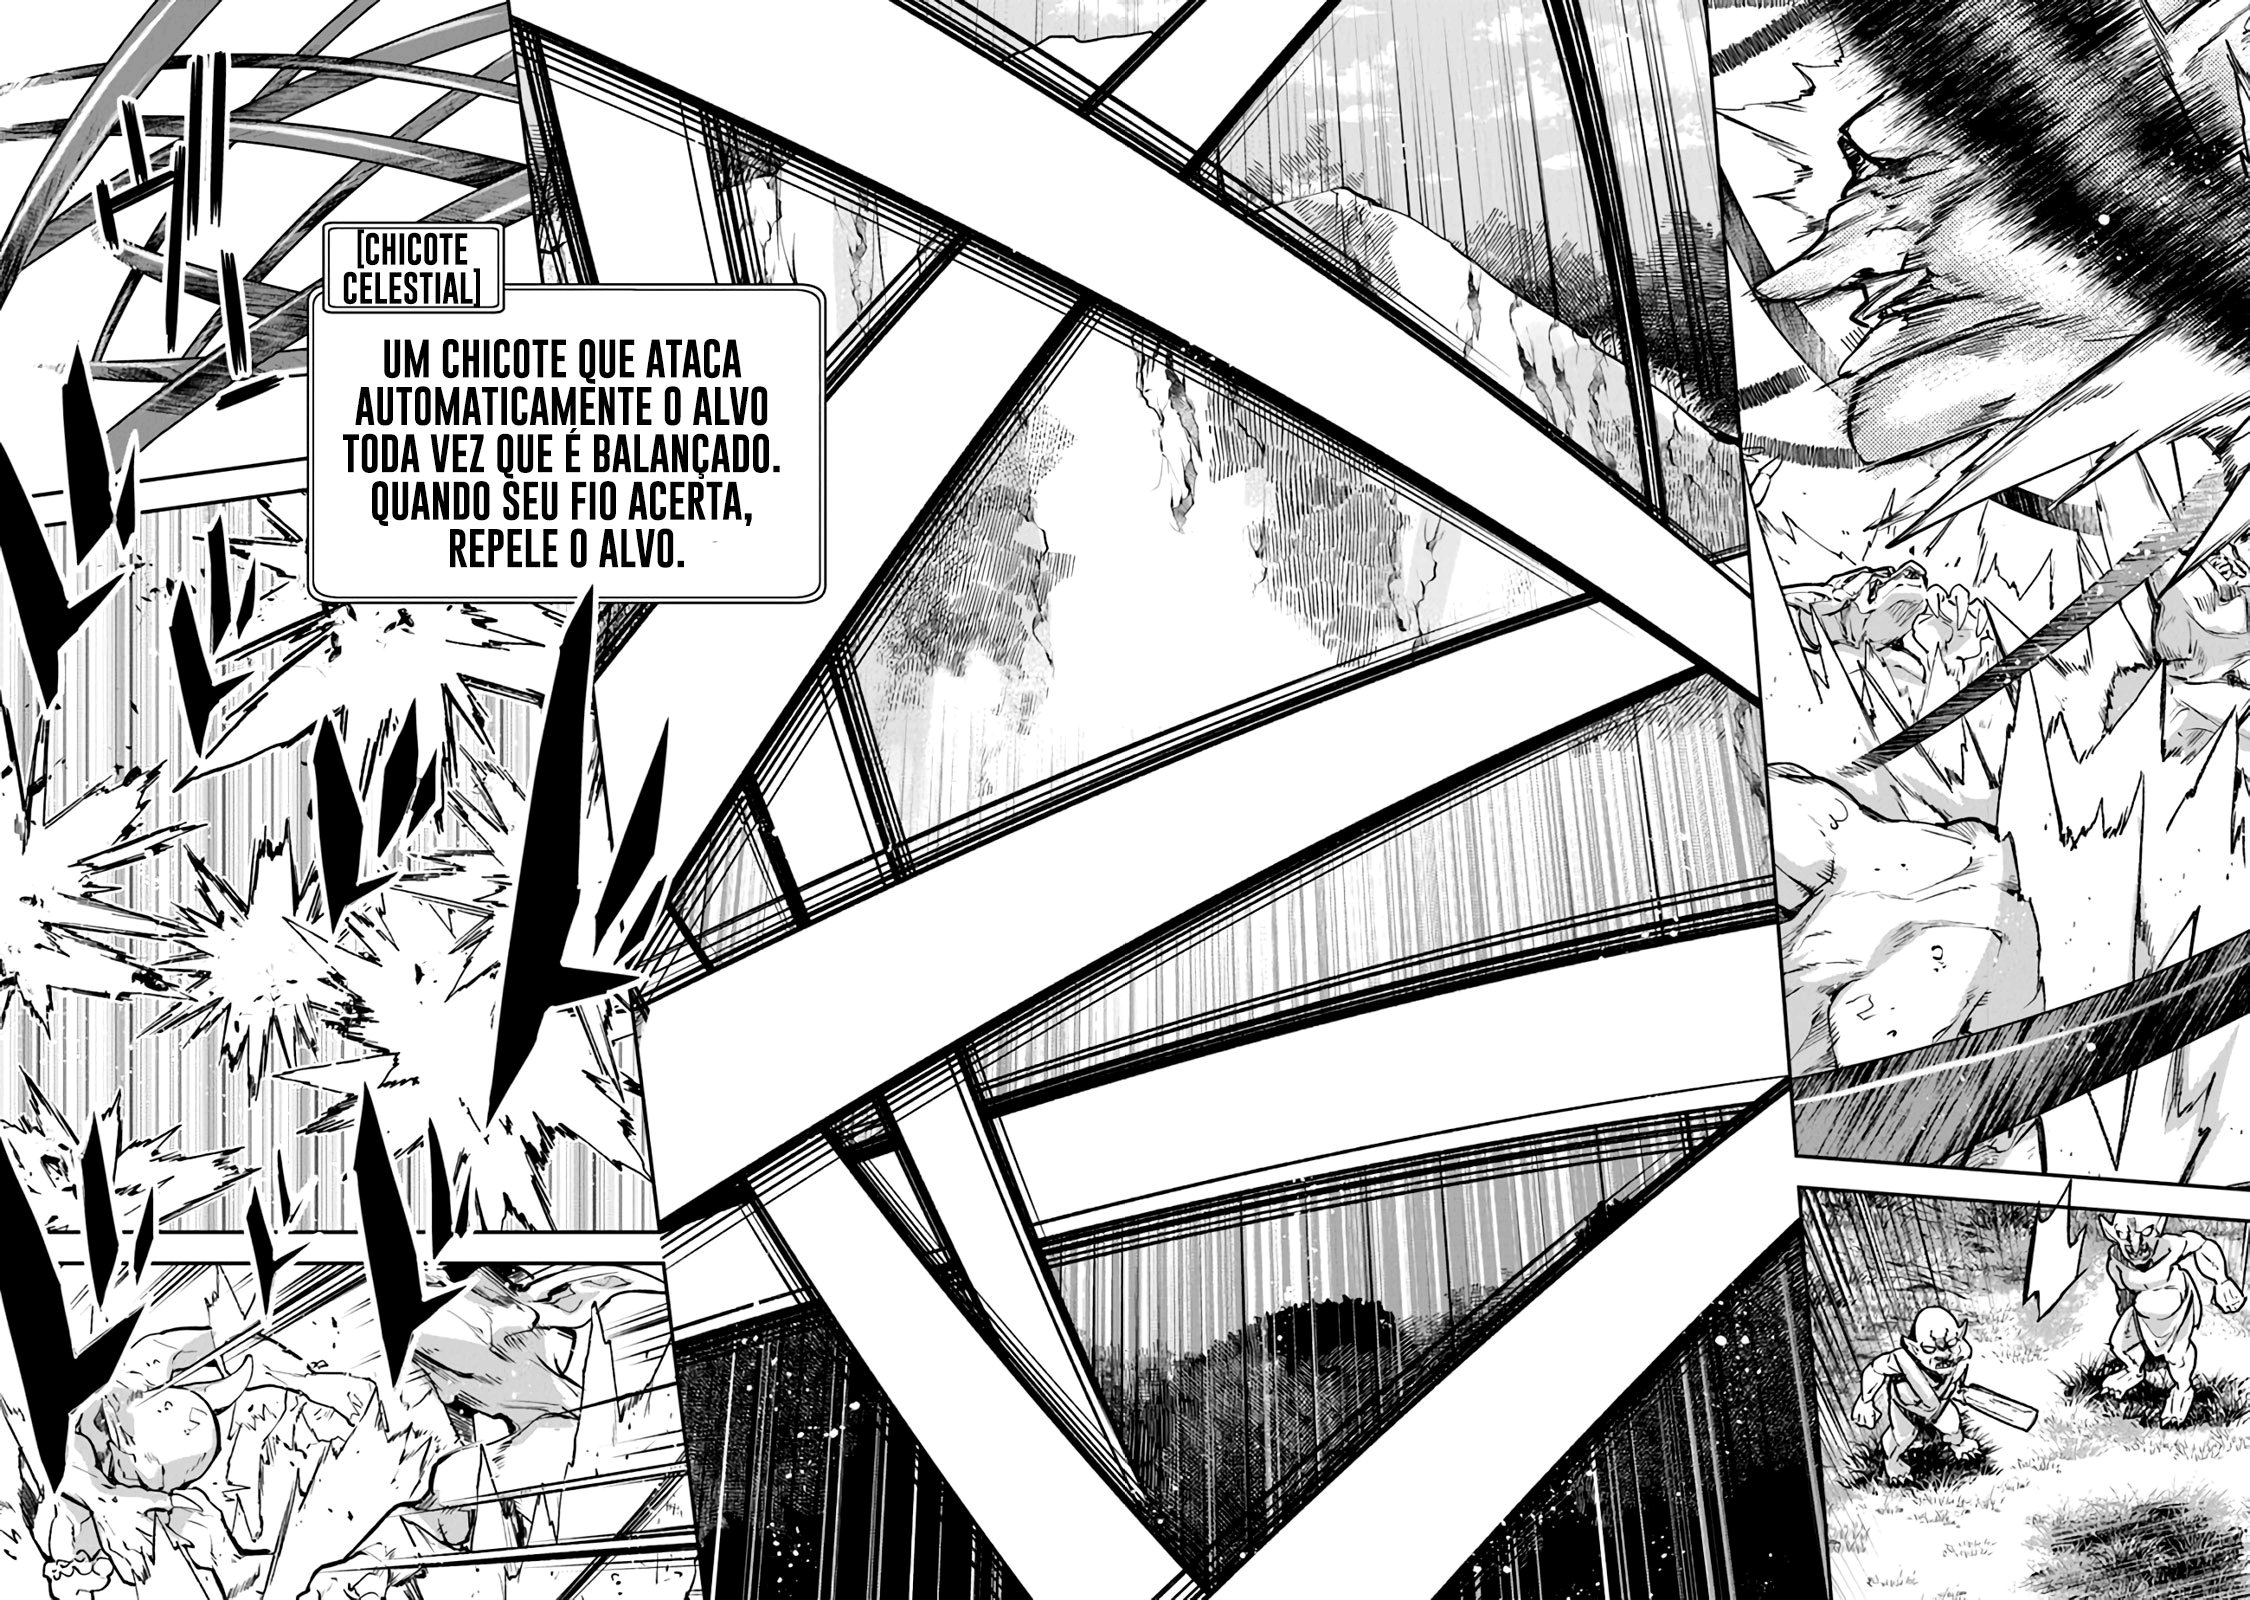 [CHICOTE
CELESTIAL]
UM CHICOTE QUE ATACA
AUTOMATICAMENTE O ALVO
TODA VEZ QUE É BALANÇADO.
QUANDO SEU FIO ACERTA,
REPELE O ALVO.